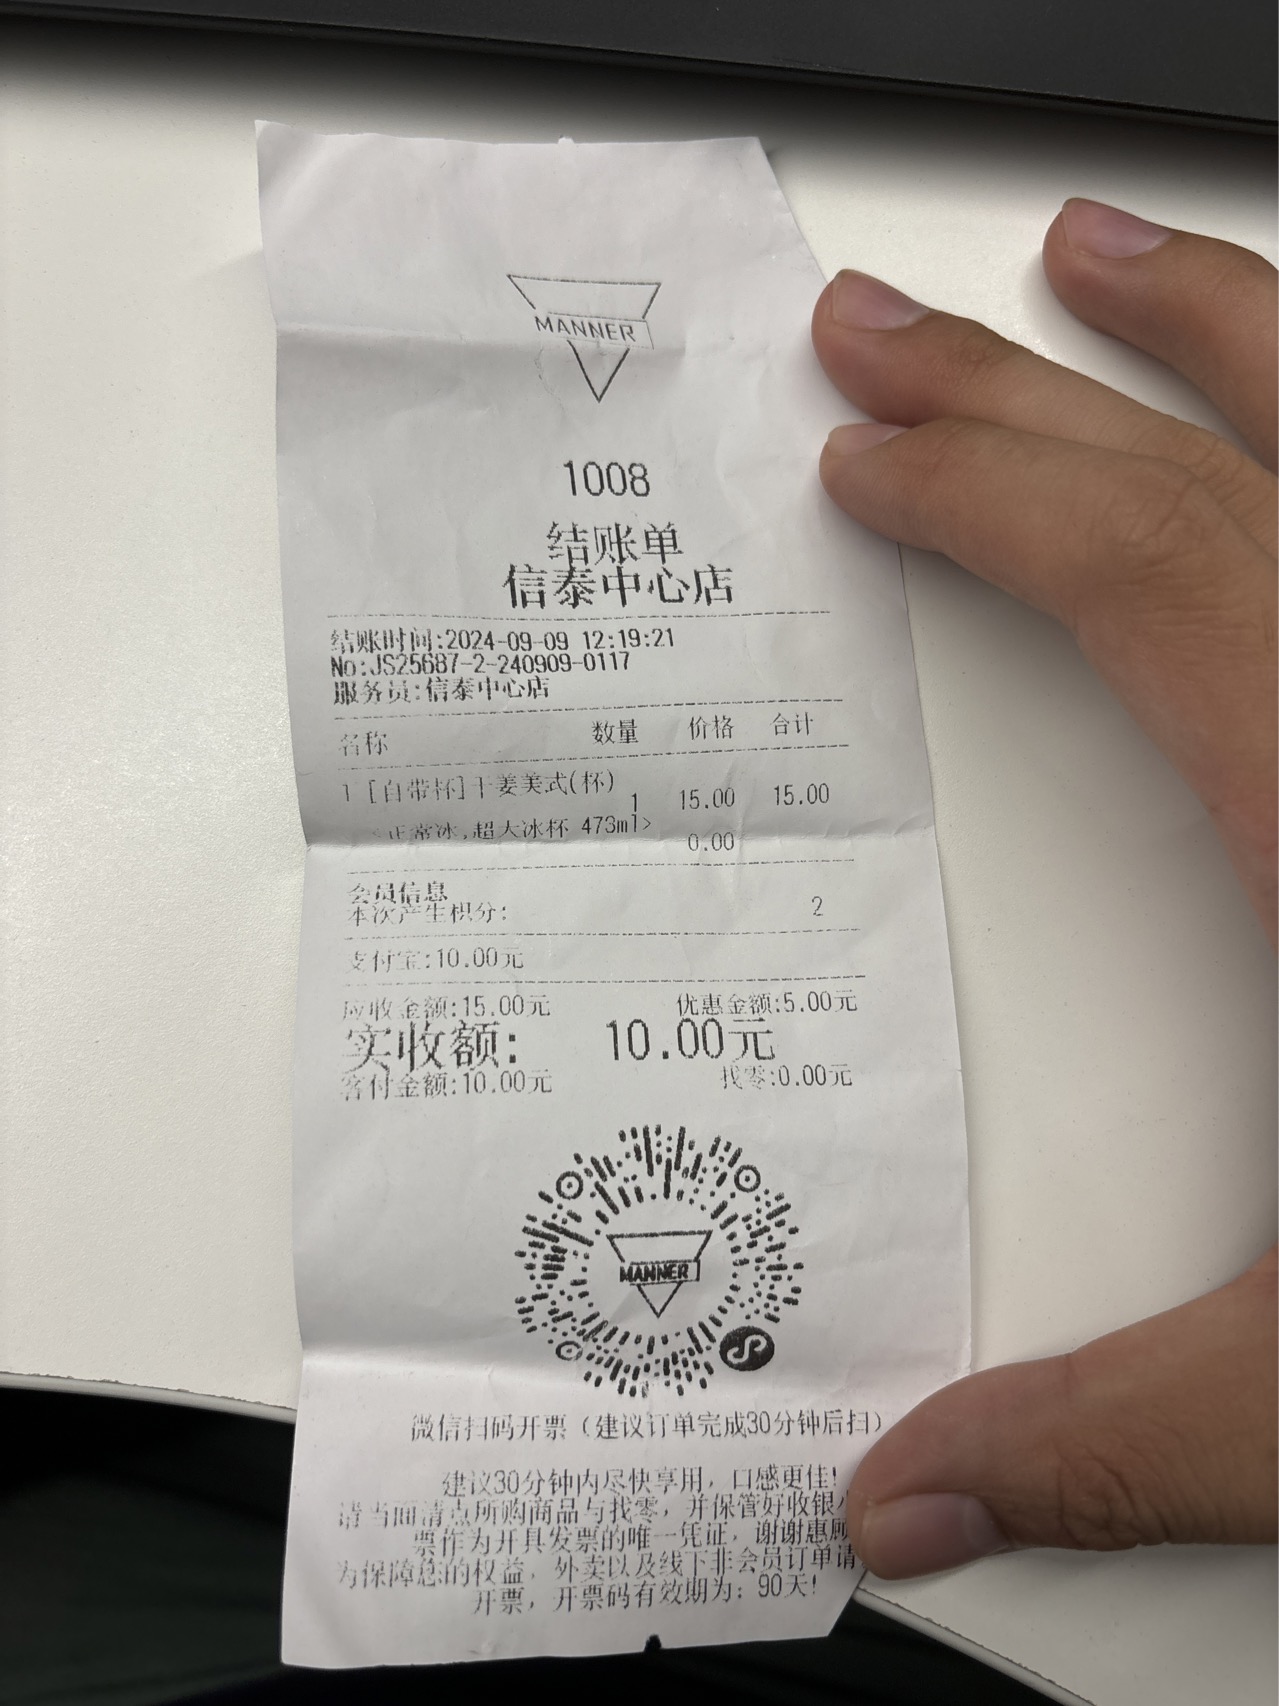 MANNER
1008
结账单
信泰中心店
结账时间:2024-09-09 12:19:21
No:JS25687-2-240909-0117
服务员:信泰中心店
名称 数量 价格 合计
1 [自带杯]干姜美式(杯)
1 15.00 15.00
<正常冰,超大冰杯 473ml>
0.00
会员信息
本次产生积分: 2
支付宝:10.00元
应收金额:15.00元 优惠金额:5.00元
实收额: 10.00元
客付金额:10.00元 找零:0.00元
MANNER
微信扫码开票（建议订单完成30分钟后扫）
建议30分钟内尽快享用，口感更佳!
请当面清点所购商品与找零，并保管好收银小
票作为开具发票的唯一凭证，谢谢惠顾
为保障您的权益，外卖以及线下非会员订单请
开票，开票码有效期为：90天!